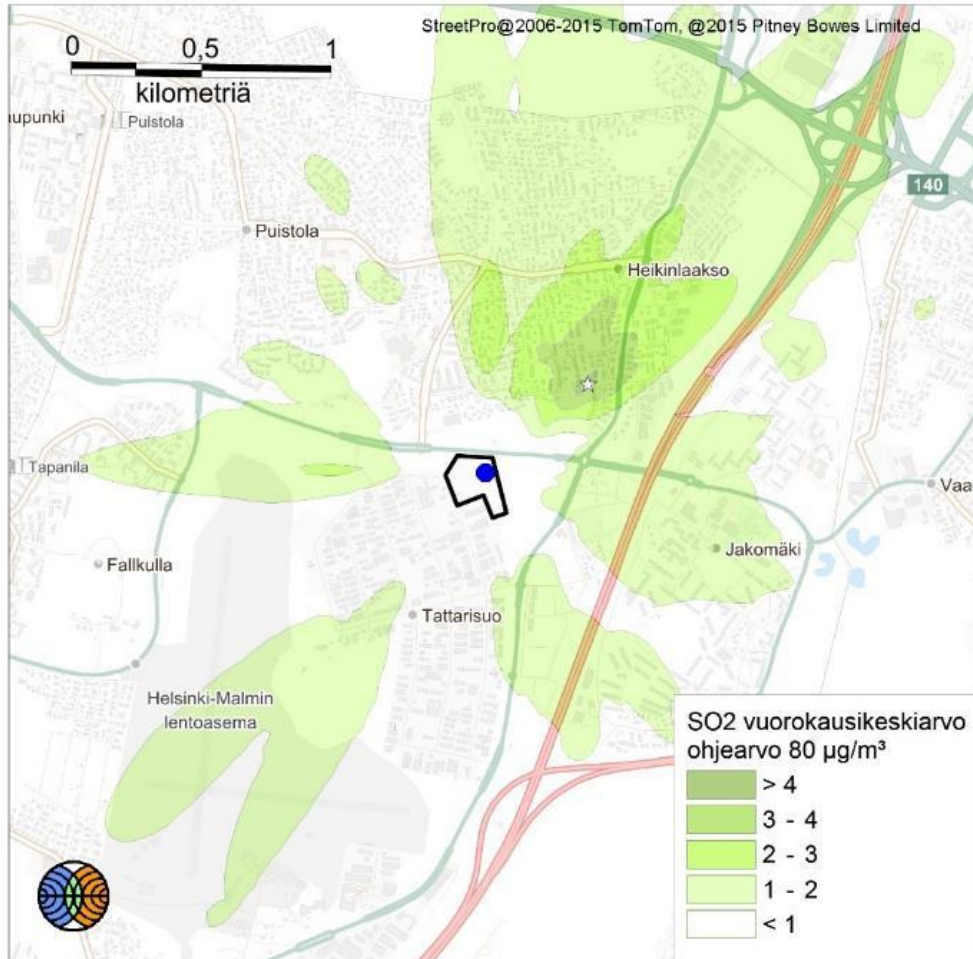 StreetPro@2006-2015 TomTom, @2015 Pitney Bowes Limited
0 0,5 1
kilometriä
upunki
Puistola
Puistola
140
Heikinlaakso
Tapanila
Vaa
Fallkulla
Jakomäki
Tattarisuo
Helsinki-Malmin
lentoasema
SO2 vuorokausikeskiarvo
ohjearvo 80 µg/m³
> 4
3 - 4
2 - 3
1 - 2
< 1